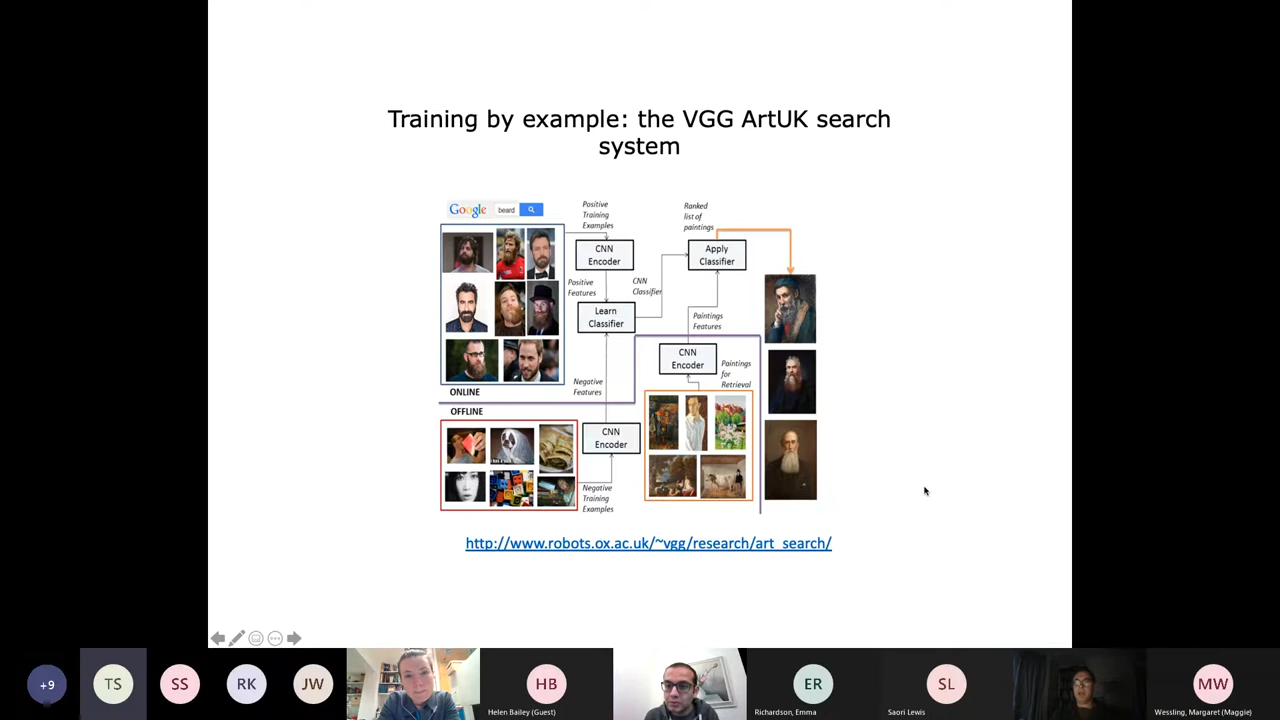 Training by example: the VGG ArtUK search
system
Google
beard
Positive
Training
Examples
Ranked
list of
paintings
CNN
Encoder
Apply
Classifier
Positive
Features
CNN
Classifier
Learn
Classifier
Paintings
Features
CNN
Encoder
Paintings
for
Retrieval
Negative
Features
ONLINE
OFFLINE
CNN
Encoder
Negative
Training
Examples
http://www.robots.ox.ac.uk/~vgg/research/art_search/
+9
TS
SS
RK
JW
HB
Helen Bailey (Guest)
ER
Richardson, Emma
SL
Saori Lewis
MW
Wessling, Margaret (Maggie)